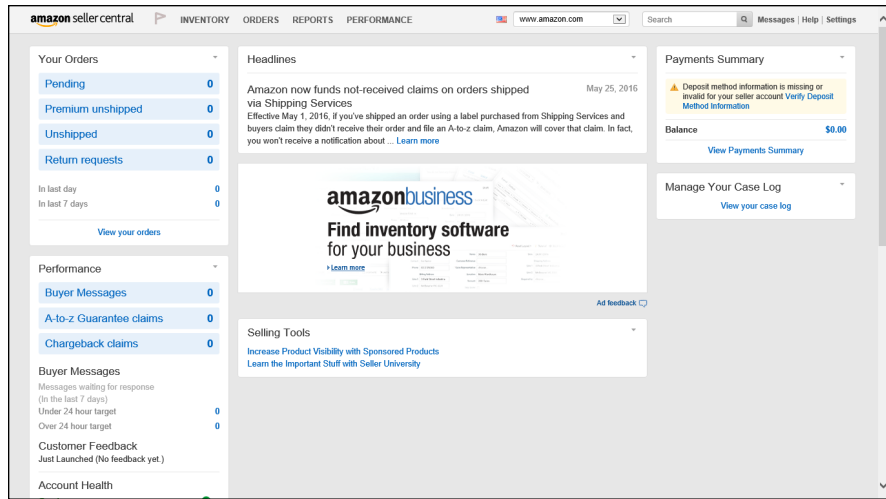 amazon seller central INVENTORY ORDERS REPORTS PERFORMANCE www.amazon.com Search Messages | Help | Settings
Your Orders
Pending 0
Premium unshipped 0
Unshipped 0
Return requests 0
In last day 0
In last 7 days 0
View your orders
Performance
Buyer Messages 0
A-to-z Guarantee claims 0
Chargeback claims 0
Buyer Messages
Messages waiting for response
(In the last 7 days)
Under 24 hour target 0
Over 24 hour target 0
Customer Feedback
Just Launched (No feedback yet.)
Account Health
Headlines
Amazon now funds not-received claims on orders shipped May 25, 2016
via Shipping Services
Effective May 1, 2016, if you've shipped an order using a label purchased from Shipping Services and
buyers claim they didn't receive their order and file an A-to-z claim, Amazon will cover that claim. In fact,
you won't receive a notification about ... Learn more
amazonbusiness
Find inventory software
for your business
Learn more
Ad feedback
Selling Tools
Increase Product Visibility with Sponsored Products
Learn the Important Stuff with Seller University
Payments Summary
Deposit method information is missing or
invalid for your seller account Verify Deposit
Method Information
Balance $0.00
View Payments Summary
Manage Your Case Log
View your case log